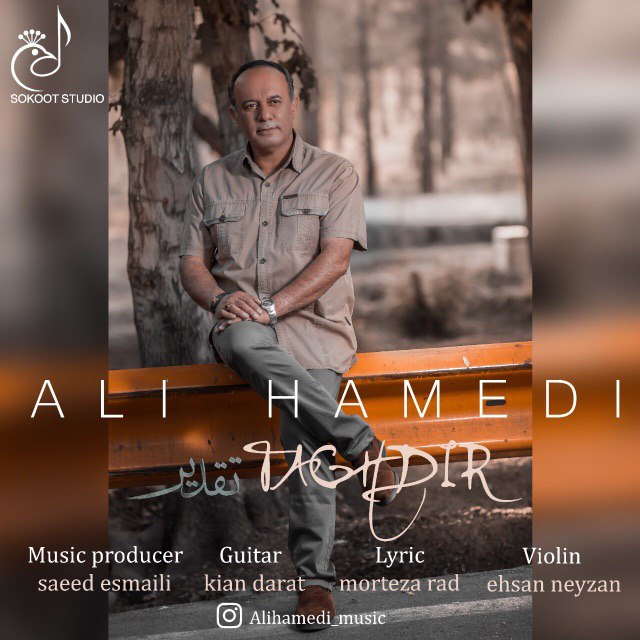 SOKOOT STUDIO
ALI HAMEDI
تقدیر TAGHDIR
Music producer Guitar Lyric Violin
saeed esmaili kian darat morteza rad ehsan neyzan
Alihamedi_music